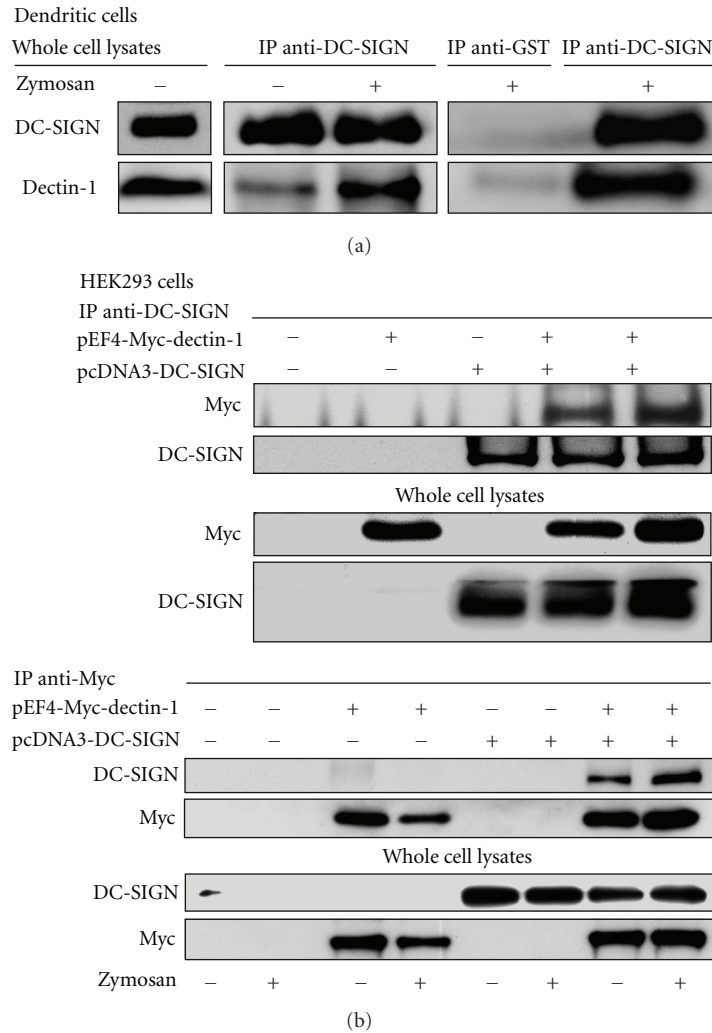 Dendritic cells
Whole cell lysates IP anti-DC-SIGN IP anti-GST IP anti-DC-SIGN
Zymosan − − + + +
DC-SIGN
Dectin-1
(a)
HEK293 cells
IP anti-DC-SIGN
pEF4-Myc-dectin-1 − + − + +
pcDNA3-DC-SIGN − − + + +
Myc
DC-SIGN
Whole cell lysates
Myc
DC-SIGN
IP anti-Myc
pEF4-Myc-dectin-1 − − + + − − + +
pcDNA3-DC-SIGN − − − − + + + +
DC-SIGN
Myc
Whole cell lysates
DC-SIGN
Myc
Zymosan − + − + − + − +
(b)